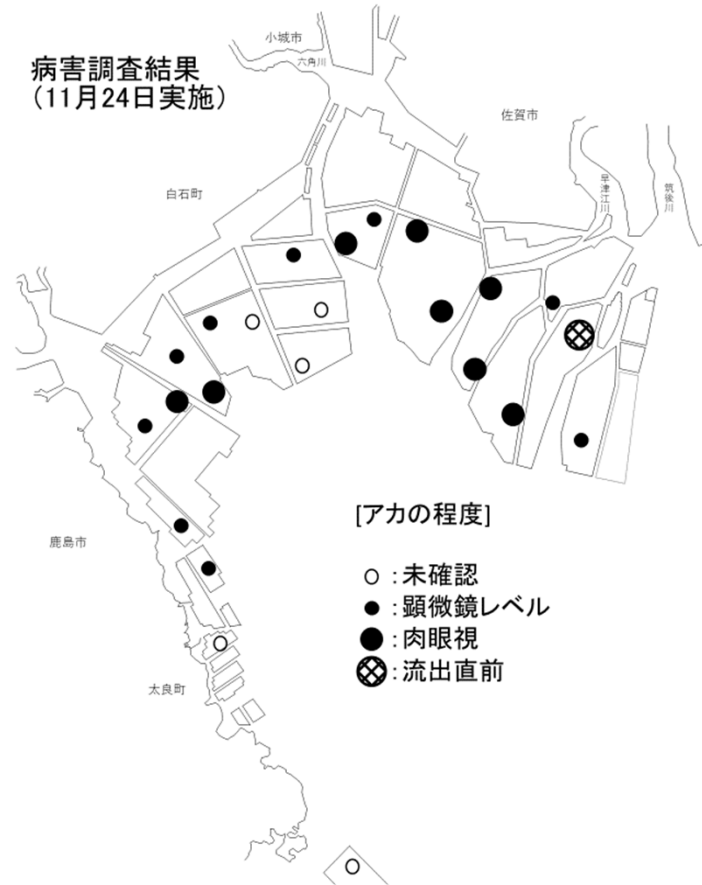 病害調査結果
（11月24日実施）
小城市
六角川
佐賀市
白石町
早津江川
筑後川
鹿島市
太良町
[アカの程度]
○：未確認
●：顕微鏡レベル
●：肉眼視
：流出直前